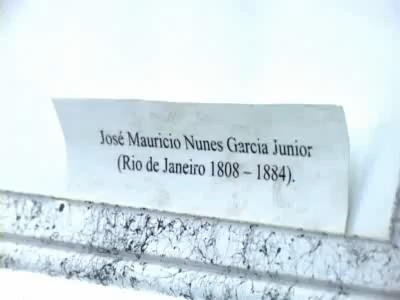 José Mauricio Nunes Garcia Junior
(Rio de Janeiro 1808 – 1884).